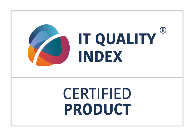 IT QUALITY ®
INDEX
CERTIFIED
PRODUCT